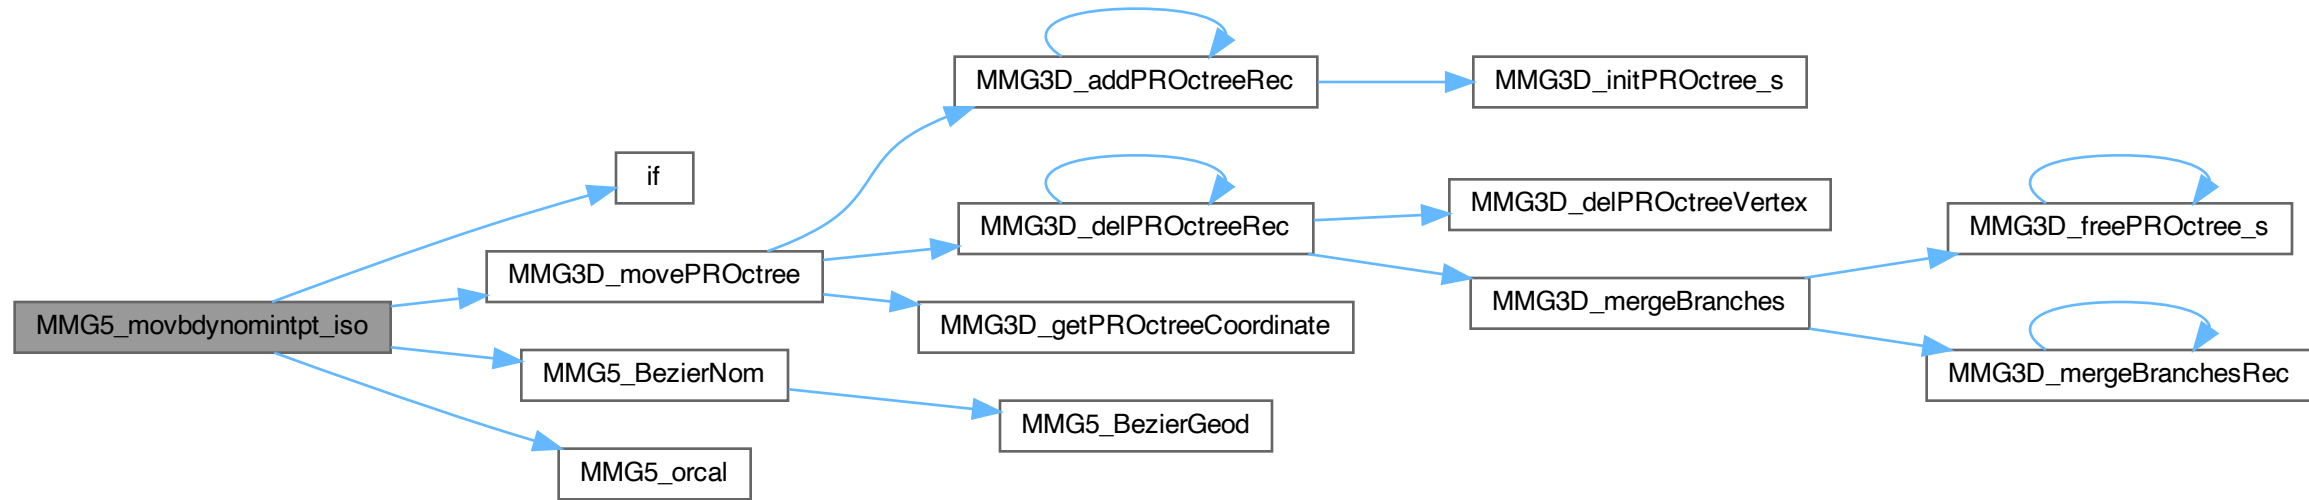 MMG5_movbdynomintpt_iso
if
MMG3D_movePROctree
MMG5_BezierNom
MMG5_orcal
MMG3D_addPROctreeRec
MMG3D_delPROctreeRec
MMG3D_getPROctreeCoordinate
MMG5_BezierGeod
MMG3D_initPROctree_s
MMG3D_delPROctreeVertex
MMG3D_mergeBranches
MMG3D_freePROctree_s
MMG3D_mergeBranchesRec